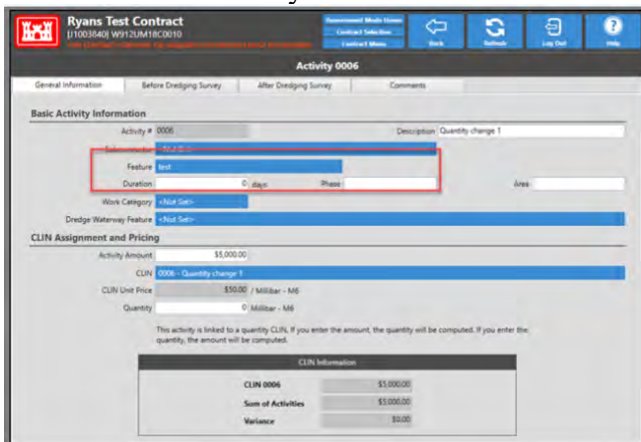 Ryans Test Contract
[J1003840] W912UM18C0010
Government Mode Home
Contract Selection
Contract Menu
Back
Refresh
Log Out
Help
Activity 0006
General Information
Before Dredging Survey
After Dredging Survey
Comments
Basic Activity Information
Activity # 0006 Description Quantity change 1
<Not Set>
Feature test
Duration 0 days Phase Area
Work Category <Not Set>
Dredge Waterway Feature <Not Set>
CLIN Assignment and Pricing
Activity Amount $5,000.00
CLIN 0006 - Quantity change 1
CLIN Unit Price $50.00 / Millibar - M6
Quantity 0 Millibar - M6
This activity is linked to a quantity CLIN. If you enter the amount, the quantity will be computed. If you enter the
quantity, the amount will be computed.
CLIN Information
CLIN 0006 $5,000.00
Sum of Activities $5,000.00
Variance $0.00